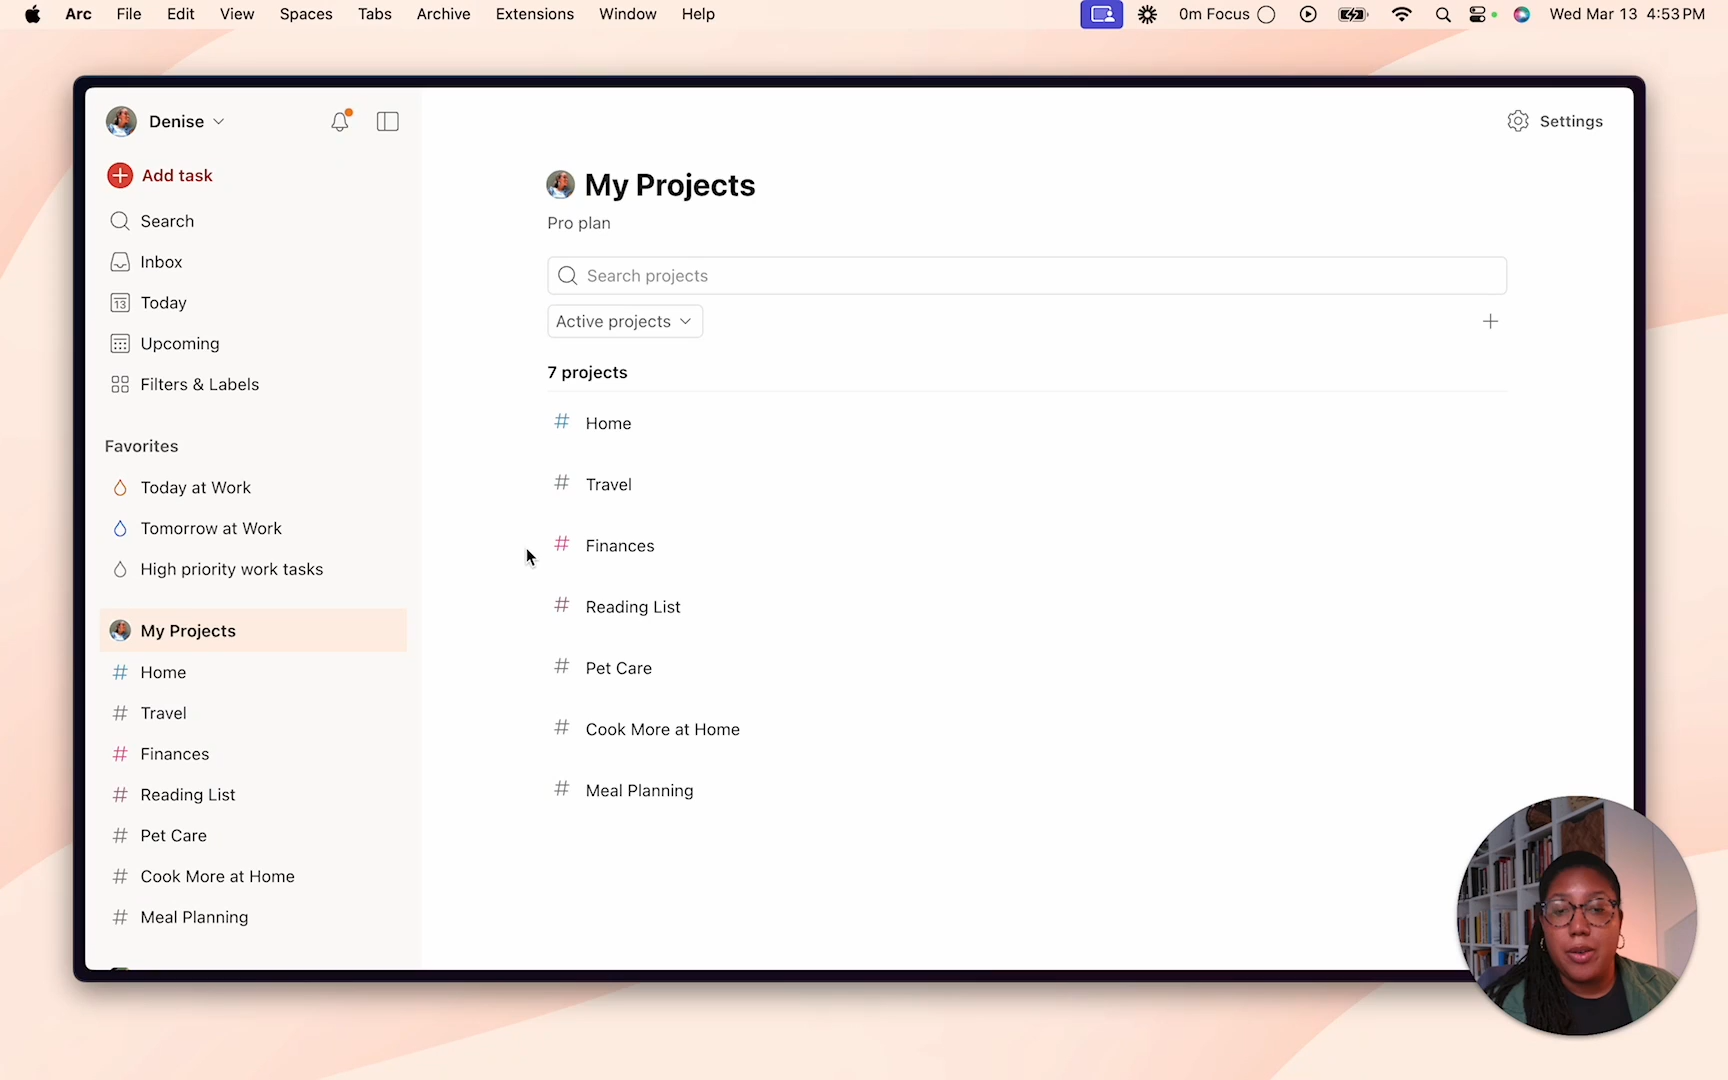 Arc File Edit View Spaces Tabs Archive Extensions Window Help 0m Focus Wed Mar 13 4:53 PM
Denise
Add task
Search
Inbox
13 Today
Upcoming
Filters & Labels
Favorites
Today at Work
Tomorrow at Work
High priority work tasks
My Projects
# Home
# Travel
# Finances
# Reading List
# Pet Care
# Cook More at Home
# Meal Planning
Settings
My Projects
Pro plan
Search projects
Active projects
7 projects
# Home
# Travel
# Finances
# Reading List
# Pet Care
# Cook More at Home
# Meal Planning